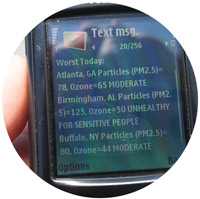 Text msg.
20/256
Worst Today:
Atlanta, GA Particles (PM2.5)=
78, Ozone=65 MODERATE
Birmingham, AL Particles (PM2.
5)=125, Ozone=50 UNHEALTHY
FOR SENSITIVE PEOPLE
Buffalo, NY Particles (PM2.5)=
80, Ozone=44 MODERATE
Options